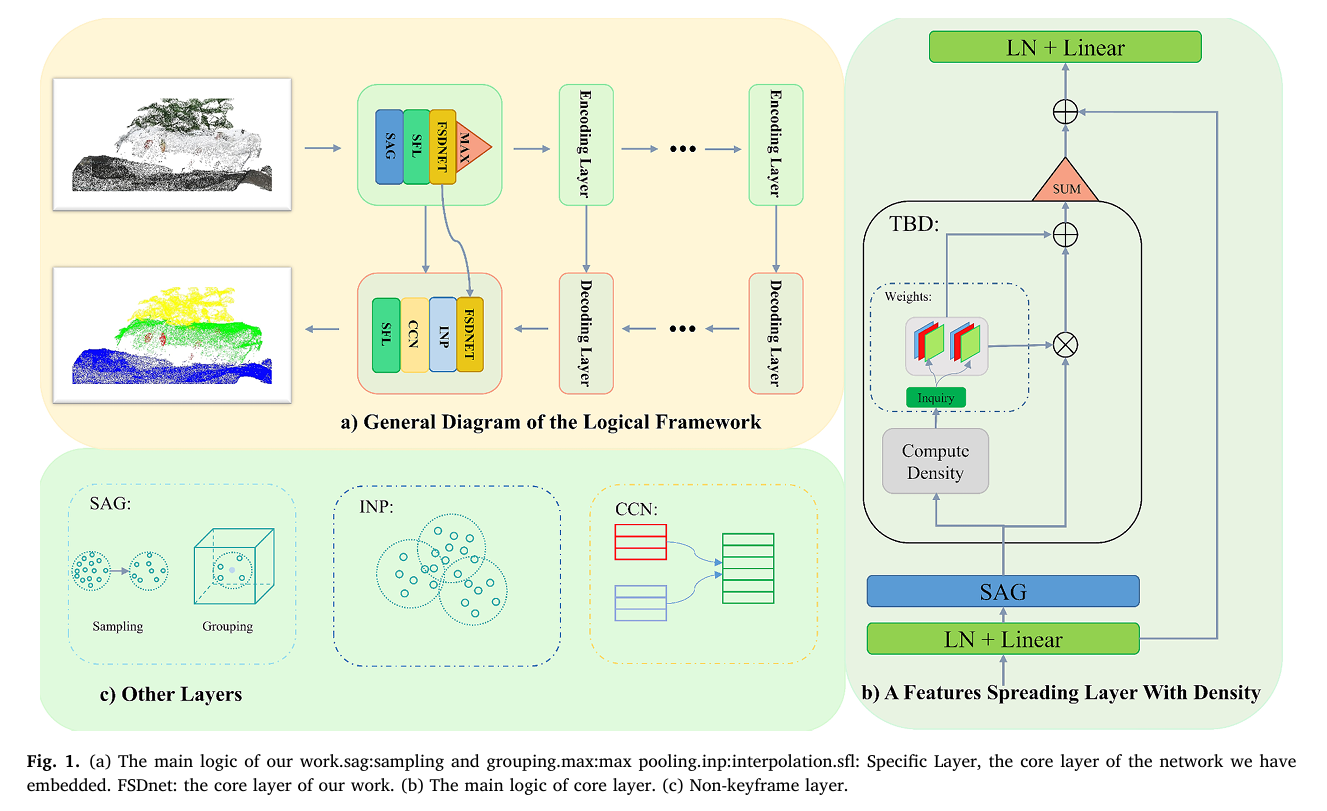 SAG
SFL
FSDNET
MAX
Encoding Layer
•••
Encoding Layer
SFL
CCN
INP
FSDNET
Decoding Layer
•••
Decoding Layer
a) General Diagram of the Logical Framework
SAG:
Sampling
Grouping
INP:
CCN:
c) Other Layers
LN + Linear
SUM
TBD:
Weights:
Inquiry
Compute
Density
SAG
LN + Linear
b) A Features Spreading Layer With Density
Fig. 1. (a) The main logic of our work.sag:sampling and grouping.max:max pooling.inp:interpolation.sfl: Specific Layer, the core layer of the network we have
embedded. FSDnet: the core layer of our work. (b) The main logic of core layer. (c) Non-keyframe layer.